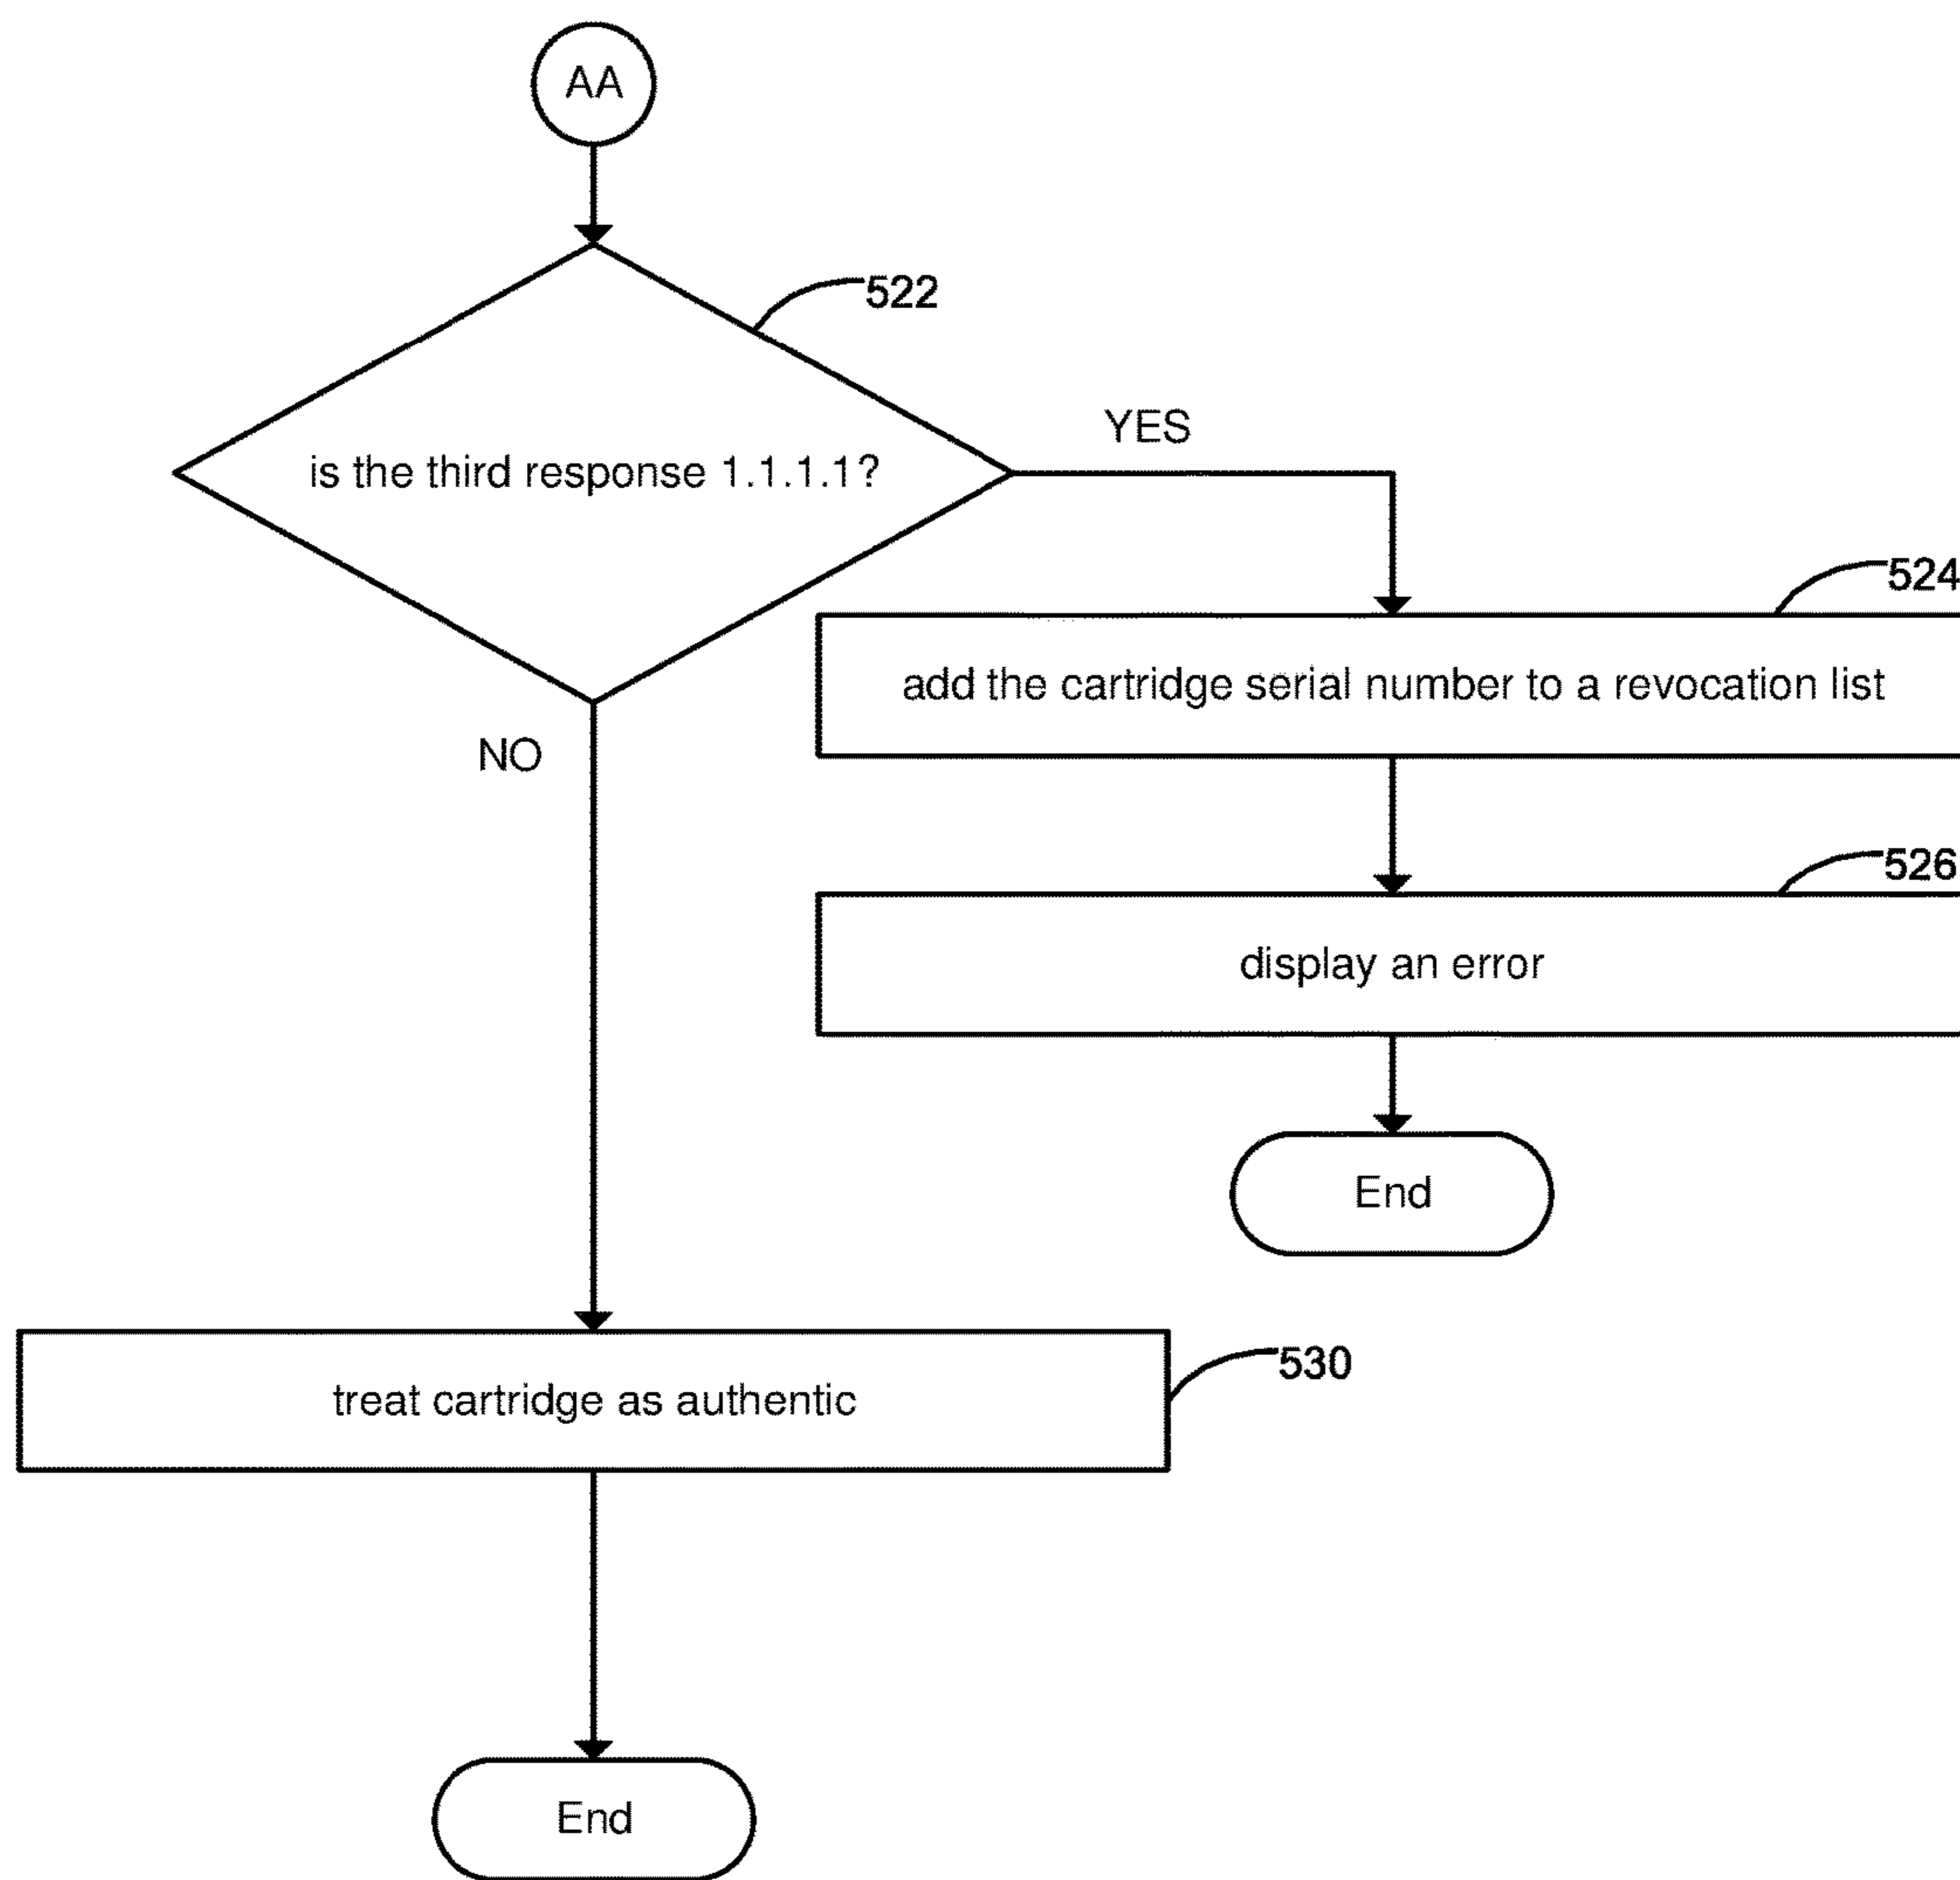 AA
522
is the third response 1.1.1.1?
YES
524
add the cartridge serial number to a revocation list
NO
526
display an error
End
530
treat cartridge as authentic
End